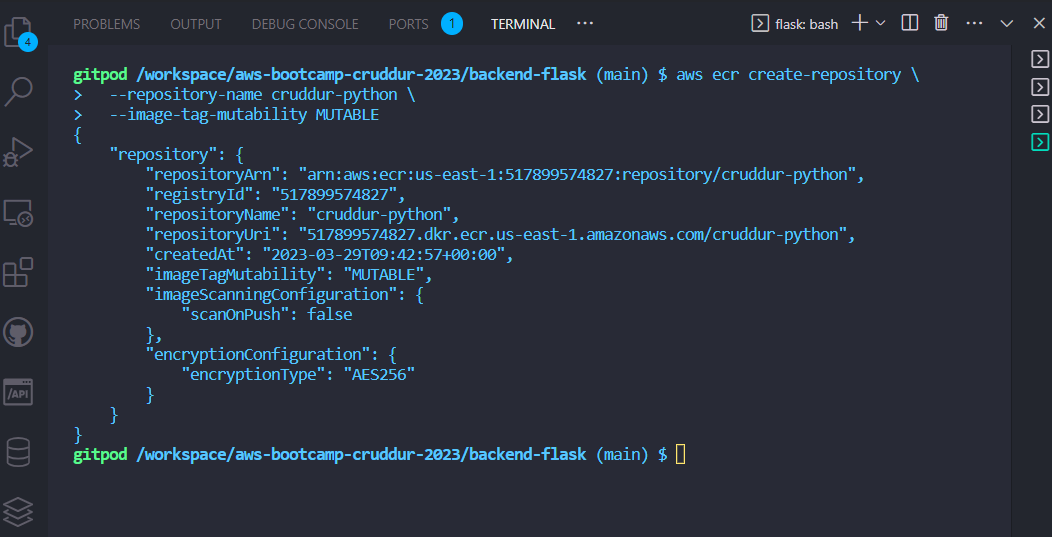 PROBLEMS OUTPUT DEBUG CONSOLE PORTS 1 TERMINAL ··· flask: bash
4
gitpod /workspace/aws-bootcamp-cruddur-2023/backend-flask (main) $ aws ecr create-repository \
>   --repository-name cruddur-python \
>   --image-tag-mutability MUTABLE
{
    "repository": {
        "repositoryArn": "arn:aws:ecr:us-east-1:517899574827:repository/cruddur-python",
        "registryId": "517899574827",
        "repositoryName": "cruddur-python",
        "repositoryUri": "517899574827.dkr.ecr.us-east-1.amazonaws.com/cruddur-python",
        "createdAt": "2023-03-29T09:42:57+00:00",
        "imageTagMutability": "MUTABLE",
        "imageScanningConfiguration": {
            "scanOnPush": false
        },
        "encryptionConfiguration": {
            "encryptionType": "AES256"
        }
    }
}
gitpod /workspace/aws-bootcamp-cruddur-2023/backend-flask (main) $
/API